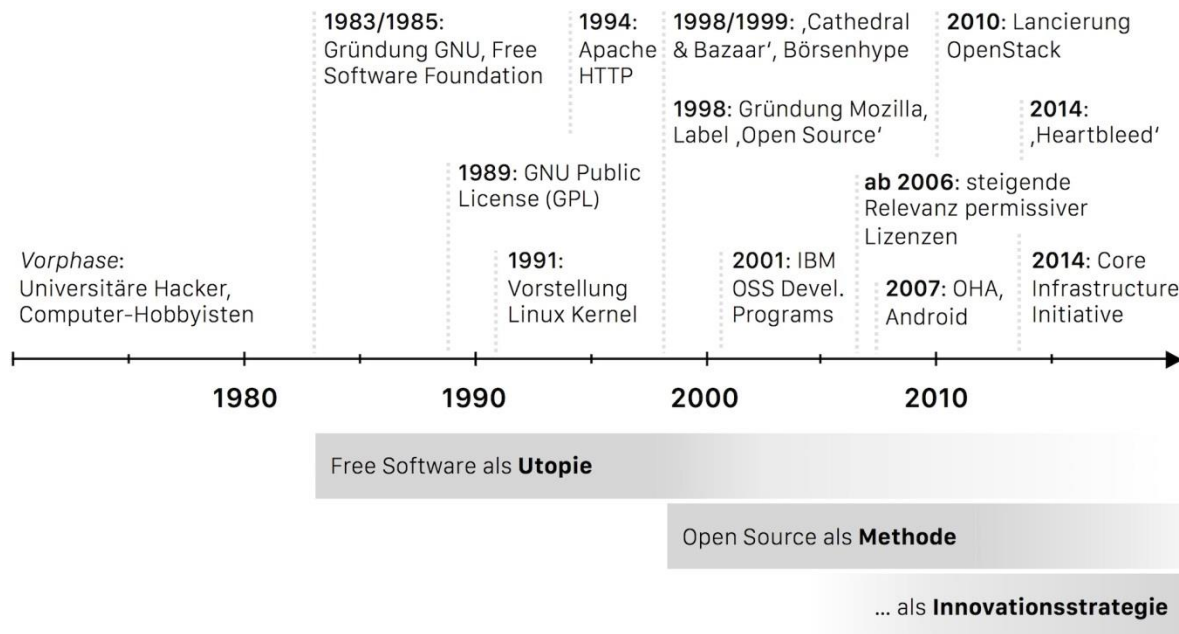 1983/1985:
Gründung GNU, Free
Software Foundation
1994:
Apache
HTTP
1998/1999: ‚Cathedral
& Bazaar‘, Börsenhype
2010: Lancierung
OpenStack
1998: Gründung Mozilla,
Label ‚Open Source‘
2014:
‚Heartbleed‘
1989: GNU Public
License (GPL)
ab 2006: steigende
Relevanz permissiver
Lizenzen
Vorphase:
Universitäre Hacker,
Computer-Hobbyisten
1991:
Vorstellung
Linux Kernel
2001: IBM
OSS Devel.
Programs
2007: OHA,
Android
2014: Core
Infrastructure
Initiative
1980
1990
2000
2010
Free Software als Utopie
Open Source als Methode
... als Innovationsstrategie